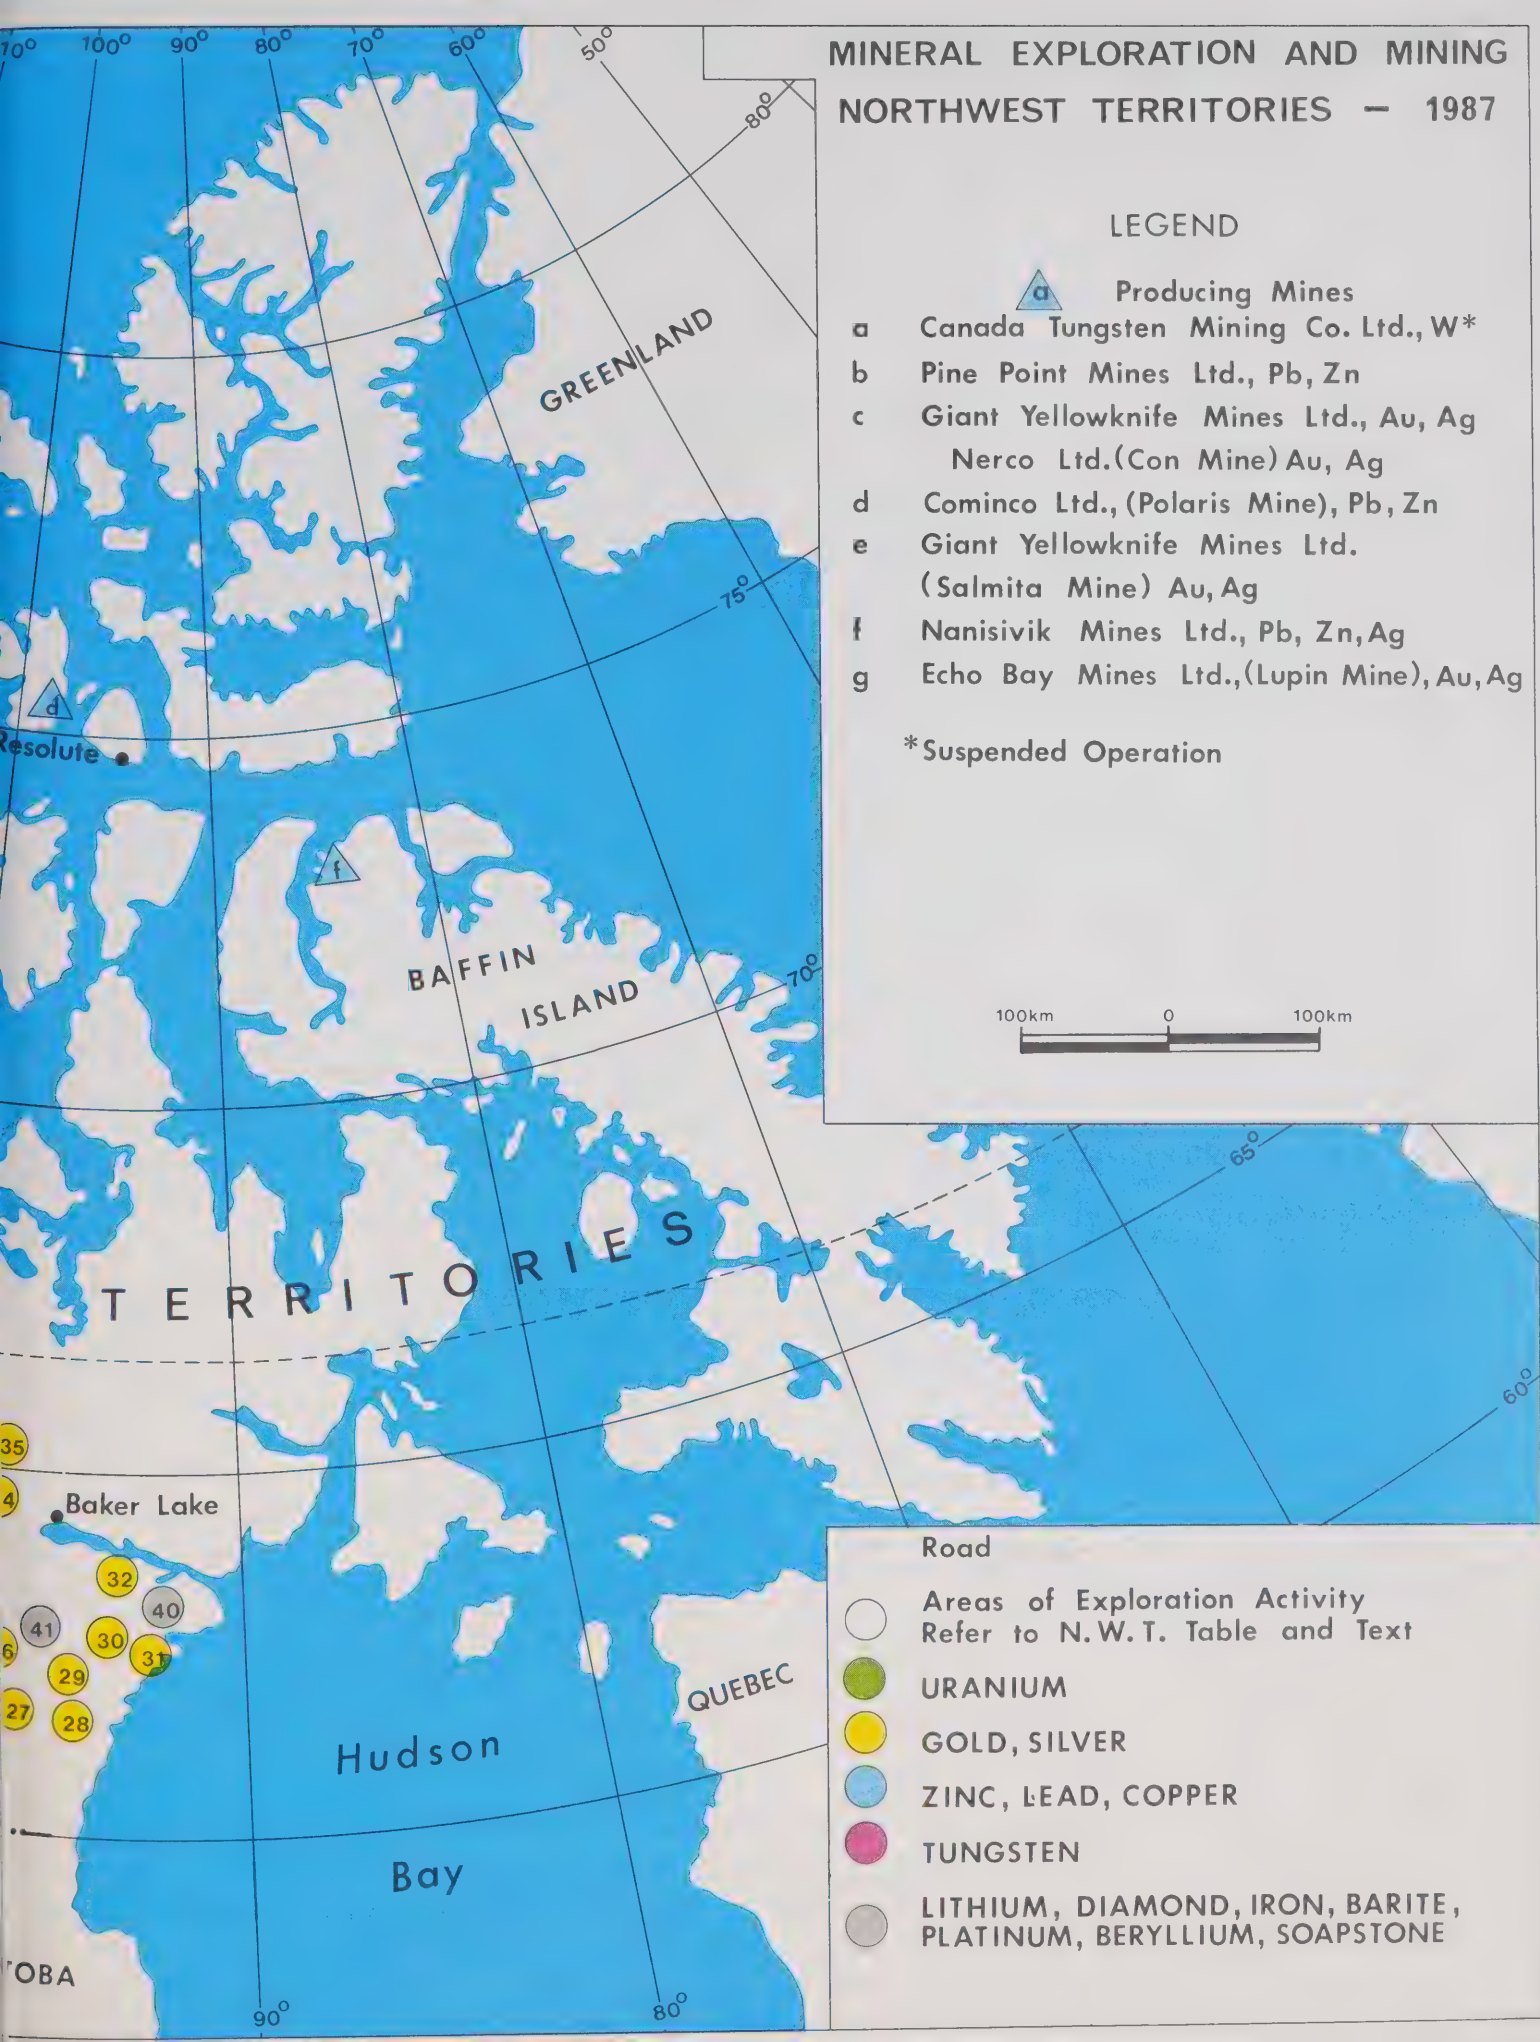 70° 100° 90° 80° 70° 60° 50°
MINERAL EXPLORATION AND MINING
NORTHWEST TERRITORIES — 1987
80°
LEGEND
a Producing Mines
a Canada Tungsten Mining Co. Ltd., W*
b Pine Point Mines Ltd., Pb, Zn
c Giant Yellowknife Mines Ltd., Au, Ag
Nerco Ltd. (Con Mine) Au, Ag
d Cominco Ltd., (Polaris Mine), Pb, Zn
e Giant Yellowknife Mines Ltd.
(Salmita Mine) Au, Ag
f Nanisivik Mines Ltd., Pb, Zn, Ag
g Echo Bay Mines Ltd., (Lupin Mine), Au, Ag
*Suspended Operation
100km 0 100km
GREENLAND
75°
d
Resolute
f
BAFFIN
ISLAND
70°
65°
TERRITORIES
60°
35
4
Baker Lake
32
40
41
30
6
31
29
27
28
QUEBEC
Hudson
Bay
TOBA
90°
80°
Road
Areas of Exploration Activity
Refer to N.W.T. Table and Text
URANIUM
GOLD, SILVER
ZINC, LEAD, COPPER
TUNGSTEN
LITHIUM, DIAMOND, IRON, BARITE,
PLATINUM, BERYLLIUM, SOAPSTONE